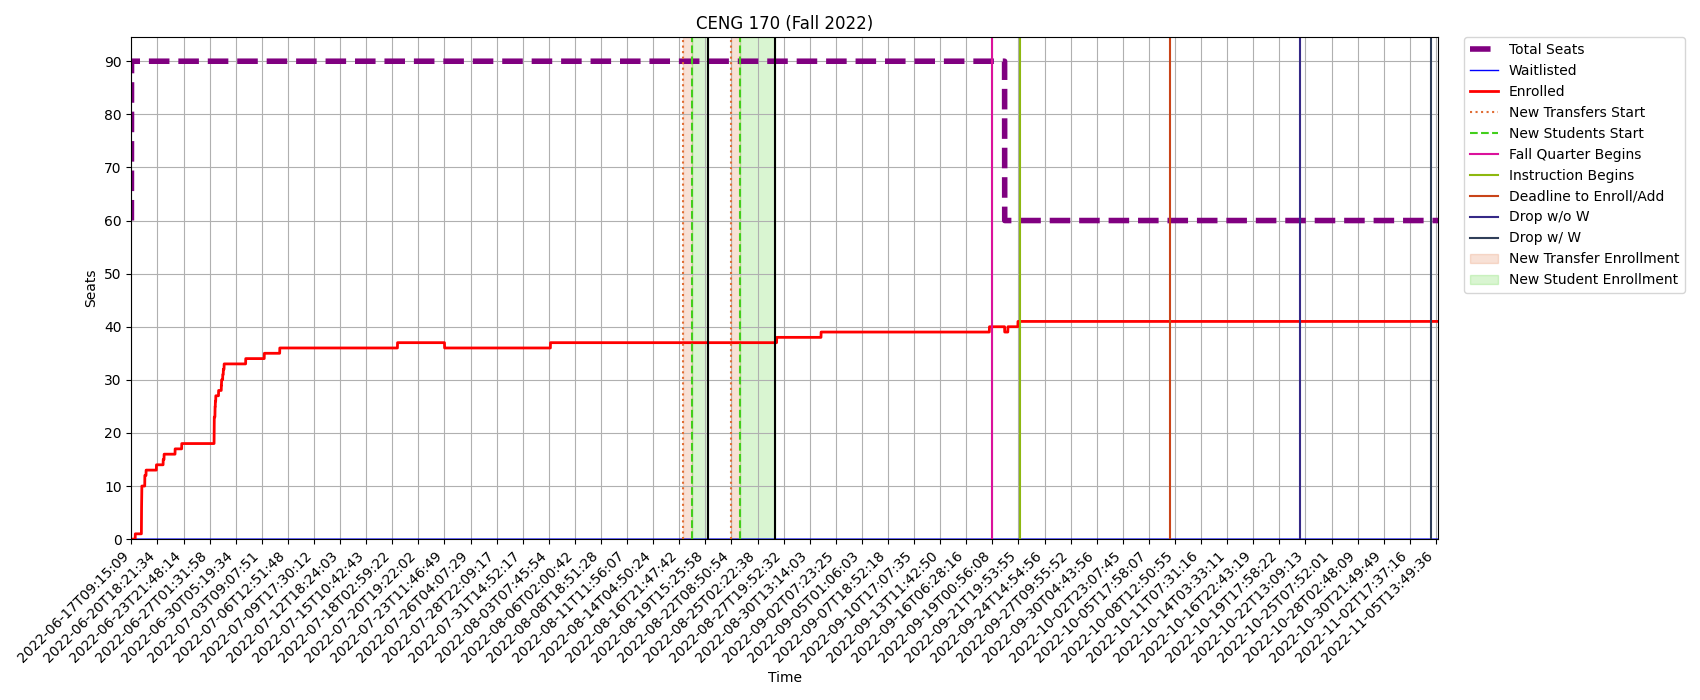 CENG 170 (Fall 2022)
Seats
90
80
70
60
50
40
30
20
10
0
2022-06-17T09:15:09
2022-06-20T18:21:34
2022-06-23T21:48:14
2022-06-27T01:31:58
2022-06-30T05:19:34
2022-07-03T09:07:51
2022-07-06T12:51:48
2022-07-09T17:30:12
2022-07-12T18:24:03
2022-07-15T10:42:43
2022-07-18T02:59:22
2022-07-20T19:22:02
2022-07-23T11:46:49
2022-07-26T04:07:29
2022-07-28T22:09:17
2022-07-31T14:52:17
2022-08-03T07:45:54
2022-08-06T02:00:42
2022-08-08T18:51:28
2022-08-11T11:56:07
2022-08-14T04:50:24
2022-08-16T21:47:42
2022-08-19T15:25:58
2022-08-22T08:50:54
2022-08-25T02:22:38
2022-08-27T19:52:32
2022-08-30T13:14:03
2022-09-02T07:23:25
2022-09-05T01:06:03
2022-09-07T18:52:18
2022-09-10T17:07:35
2022-09-13T11:42:50
2022-09-16T06:28:16
2022-09-19T00:56:08
2022-09-21T19:53:55
2022-09-24T14:54:56
2022-09-27T09:55:52
2022-09-30T04:43:56
2022-10-02T23:07:45
2022-10-05T17:58:07
2022-10-08T12:50:55
2022-10-11T07:31:16
2022-10-14T03:33:11
2022-10-16T22:43:19
2022-10-19T17:58:22
2022-10-22T13:09:13
2022-10-25T07:52:01
2022-10-28T02:48:09
2022-10-30T21:49:49
2022-11-02T17:37:16
2022-11-05T13:49:36
Time
Total Seats
Waitlisted
Enrolled
New Transfers Start
New Students Start
Fall Quarter Begins
Instruction Begins
Deadline to Enroll/Add
Drop w/o W
Drop w/ W
New Transfer Enrollment
New Student Enrollment